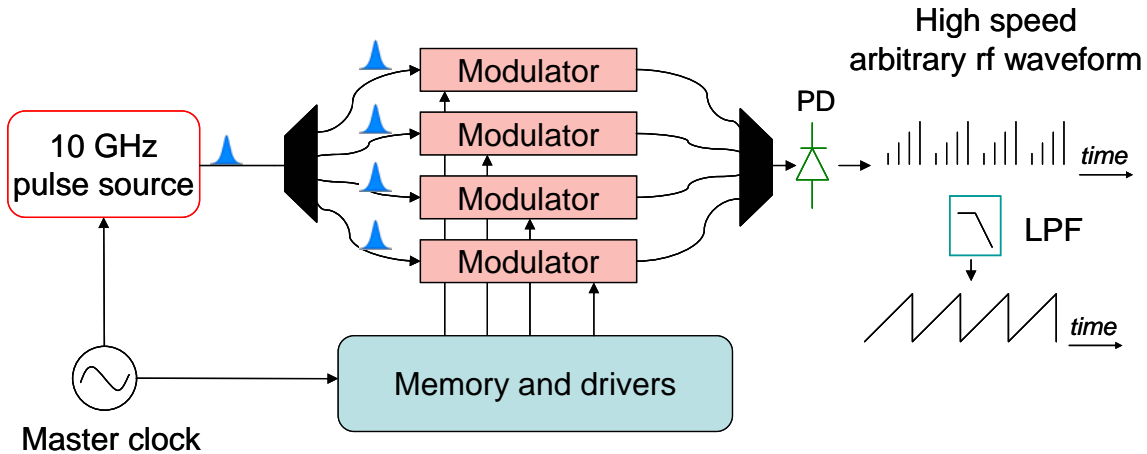 High speed
arbitrary rf waveform
Modulator
PD
Modulator
10 GHz
pulse source
time
Modulator
LPF
Modulator
time
Memory and drivers
Master clock